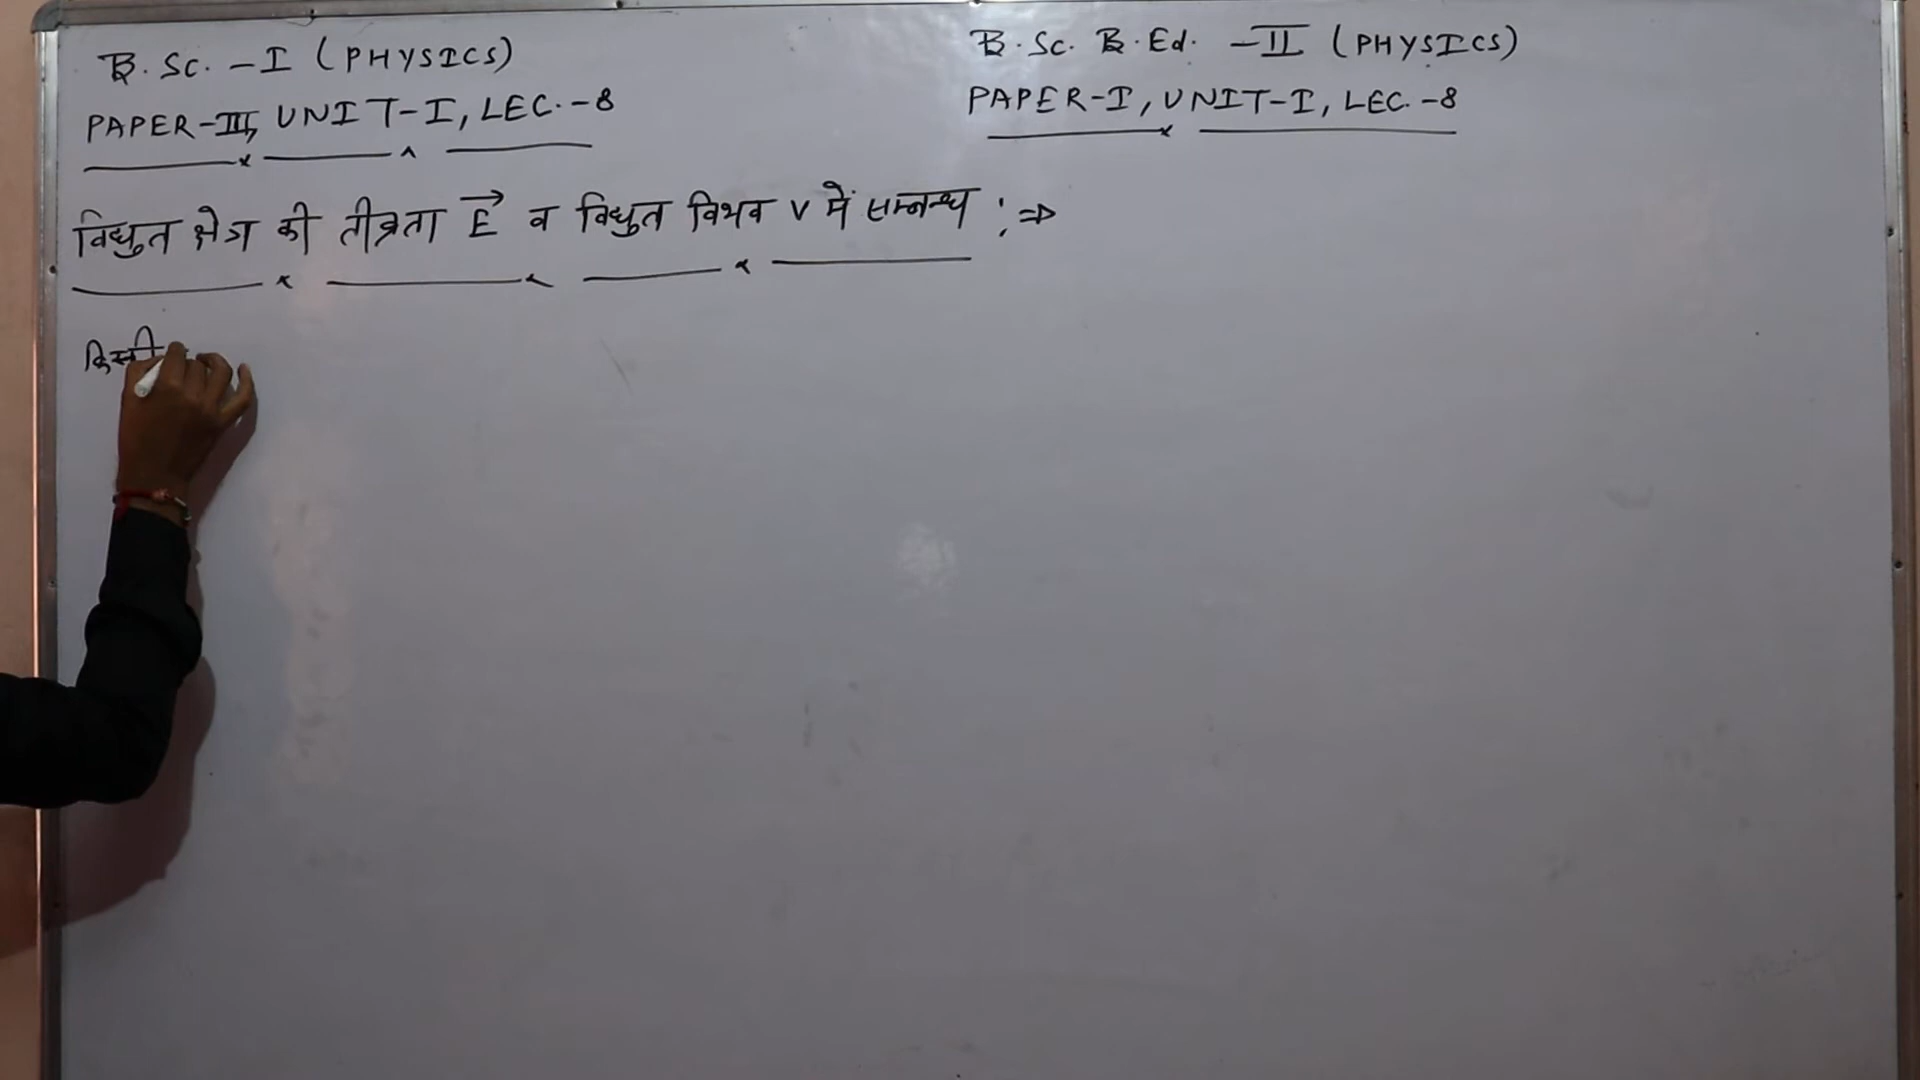 B.Sc. -I (PHYSICS)
PAPER-III, UNIT-I, LEC.-8
B.Sc. B.Ed. -II (PHYSICS)
PAPER-I, UNIT-I, LEC.-8
विद्युत क्षेत्र की तीव्रता E⃗ व विद्युत विभव V में सम्बन्ध :⇒
किसी